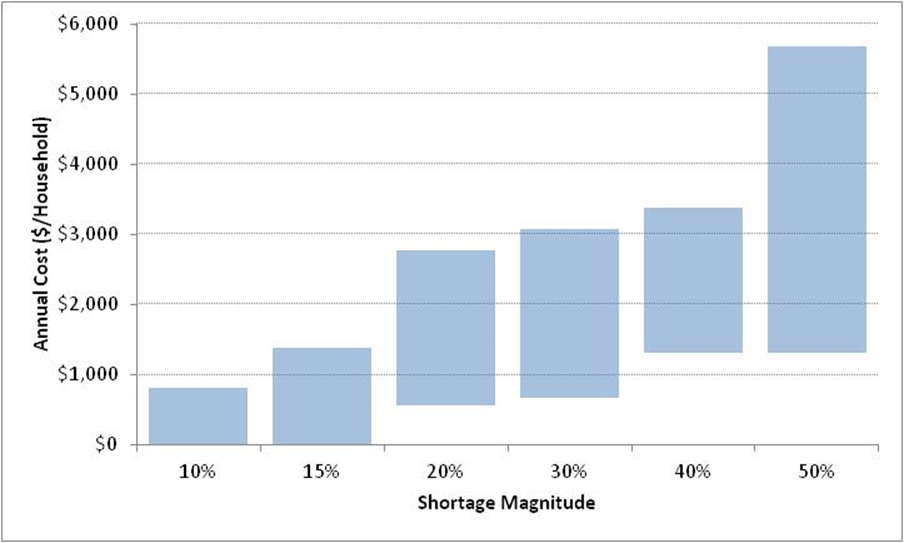 $6,000
$5,000
$4,000
$3,000
$2,000
$1,000
$0
Annual Cost ($/Household)
10% 15% 20% 30% 40% 50%
Shortage Magnitude